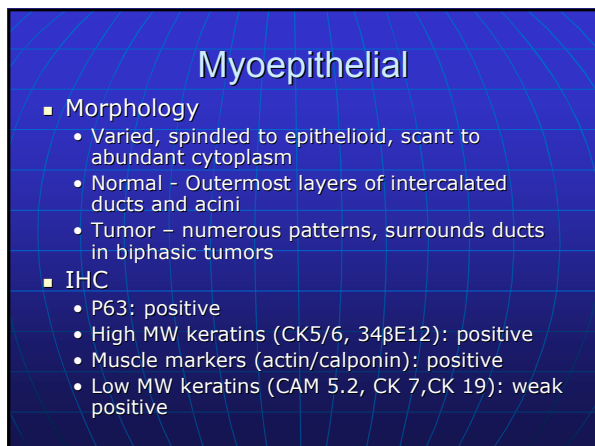 Myoepithelial
■ Morphology
• Varied, spindled to epithelioid, scant to
abundant cytoplasm
• Normal - Outermost layers of intercalated
ducts and acini
• Tumor – numerous patterns, surrounds ducts
in biphasic tumors
■ IHC
• P63: positive
• High MW keratins (CK5/6, 34βE12): positive
• Muscle markers (actin/calponin): positive
• Low MW keratins (CAM 5.2, CK 7,CK 19): weak
positive